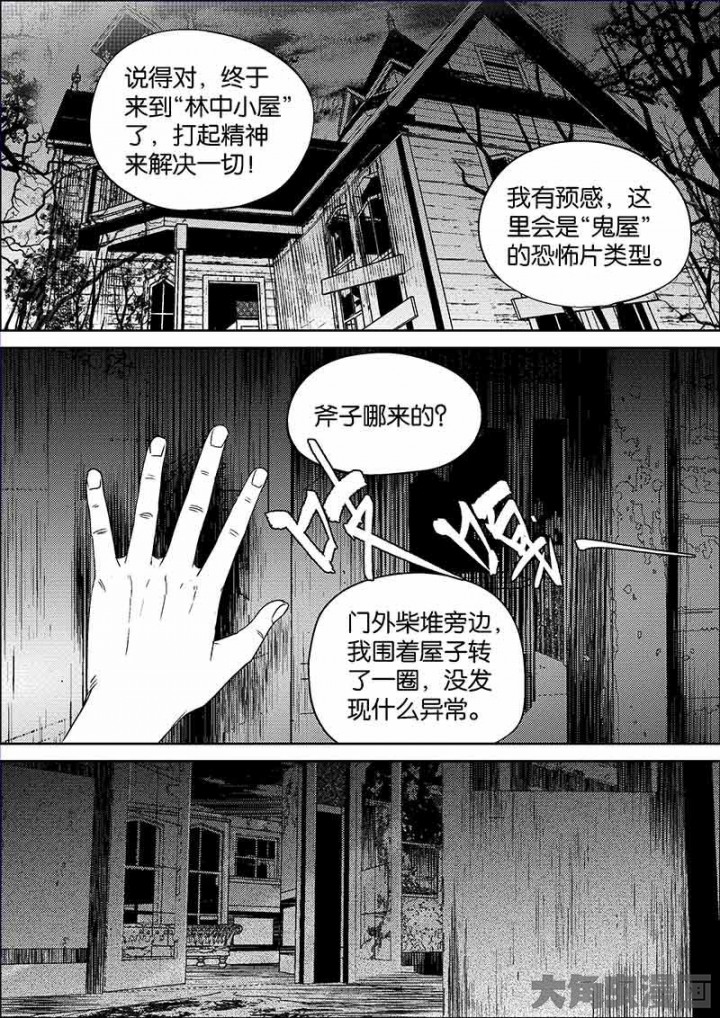 说得对，终于
来到“林中小屋”
了，打起精神
来解决一切！
我有预感，这
里会是“鬼屋”
的恐怖片类型。
斧子哪来的？
吱嘎
门外柴堆旁边，
我围着屋子转
了一圈，没发
现什么异常。
大角虫漫画